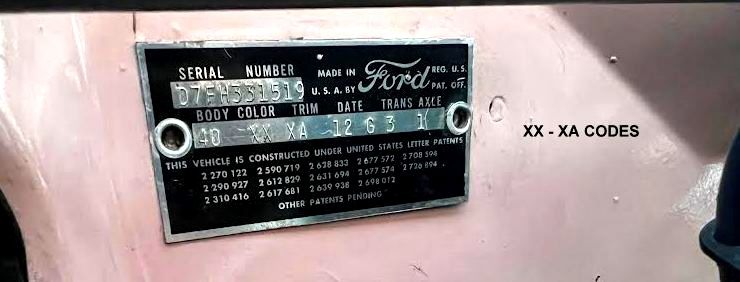 SERIAL NUMBER MADE IN Ford REG. U. S.
D7FH331519 U. S. A. BY PAT. OFF.
BODY COLOR TRIM DATE TRANS AXLE
40 XX XA 12 G 3 1
THIS VEHICLE IS CONSTRUCTED UNDER UNITED STATES LETTER PATENTS
2 270 122 2 590 719 2 628 833 2 677 572 2 708 594
2 290 927 2 612 829 2 631 694 2 677 574 2 726 894
2 310 416 2 617 681 2 639 938 2 698 012
OTHER PATENTS PENDING
XX - XA CODES